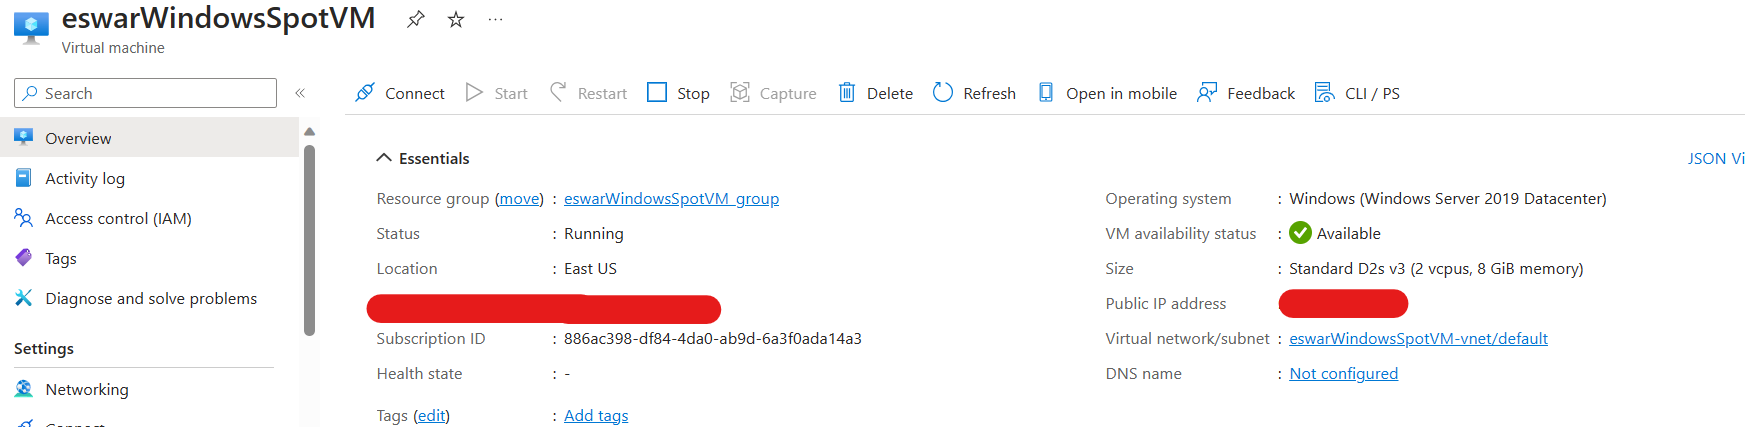 eswarWindowsSpotVM
Virtual machine
Search
Connect Start Restart Stop Capture Delete Refresh Open in mobile Feedback CLI / PS
Overview
Activity log
Access control (IAM)
Tags
Diagnose and solve problems
Settings
Networking
Connect
Essentials
JSON Vi
Resource group (move) : eswarWindowsSpotVM_group
Status : Running
Location : East US
Subscription ID : 886ac398-df84-4da0-ab9d-6a3f0ada14a3
Health state : -
Tags (edit) : Add tags
Operating system : Windows (Windows Server 2019 Datacenter)
VM availability status : Available
Size : Standard D2s v3 (2 vcpus, 8 GiB memory)
Public IP address
Virtual network/subnet : eswarWindowsSpotVM-vnet/default
DNS name : Not configured